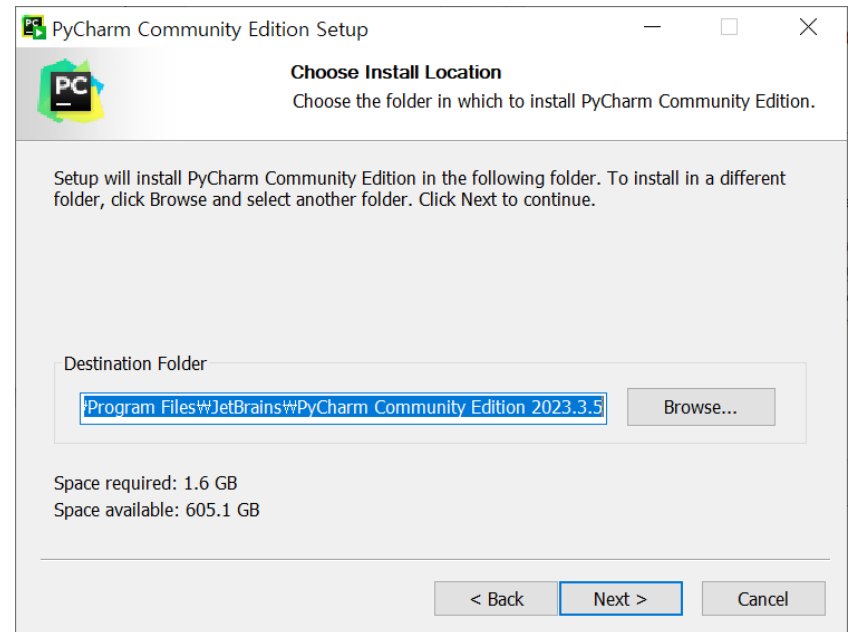 PyCharm Community Edition Setup
PC
Choose Install Location
Choose the folder in which to install PyCharm Community Edition.
Setup will install PyCharm Community Edition in the following folder. To install in a different
folder, click Browse and select another folder. Click Next to continue.
Destination Folder
₩Program Files₩JetBrains₩PyCharm Community Edition 2023.3.5
Browse...
Space required: 1.6 GB
Space available: 605.1 GB
< Back
Next >
Cancel